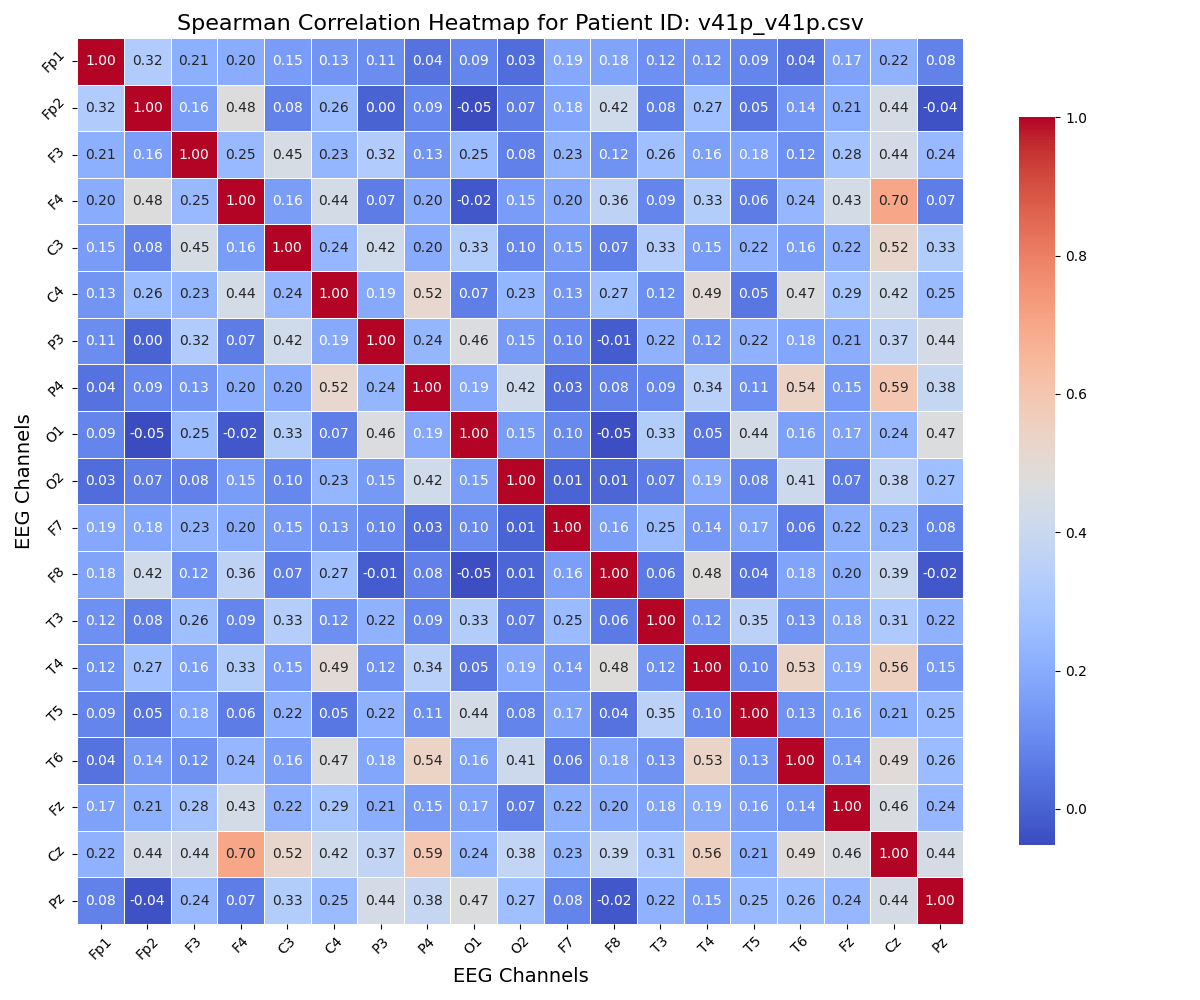 Spearman Correlation Heatmap for Patient ID: v41p_v41p.csv
Fp1 1.00 0.32 0.21 0.20 0.15 0.13 0.11 0.04 0.09 0.03 0.19 0.18 0.12 0.12 0.09 0.04 0.17 0.22 0.08
Fp2 0.32 1.00 0.16 0.48 0.08 0.26 0.00 0.09 -0.05 0.07 0.18 0.42 0.08 0.27 0.05 0.14 0.21 0.44 -0.04
F3 0.21 0.16 1.00 0.25 0.45 0.23 0.32 0.13 0.25 0.08 0.23 0.12 0.26 0.16 0.18 0.12 0.28 0.44 0.24
F4 0.20 0.48 0.25 1.00 0.16 0.44 0.07 0.20 -0.02 0.15 0.20 0.36 0.09 0.33 0.06 0.24 0.43 0.70 0.07
C3 0.15 0.08 0.45 0.16 1.00 0.24 0.42 0.20 0.33 0.10 0.15 0.07 0.33 0.15 0.22 0.16 0.22 0.52 0.33
C4 0.13 0.26 0.23 0.44 0.24 1.00 0.19 0.52 0.07 0.23 0.13 0.27 0.12 0.49 0.05 0.47 0.29 0.42 0.25
P3 0.11 0.00 0.32 0.07 0.42 0.19 1.00 0.24 0.46 0.15 0.10 -0.01 0.22 0.12 0.22 0.18 0.21 0.37 0.44
P4 0.04 0.09 0.13 0.20 0.20 0.52 0.24 1.00 0.19 0.42 0.03 0.08 0.09 0.34 0.11 0.54 0.15 0.59 0.38
O1 0.09 -0.05 0.25 -0.02 0.33 0.07 0.46 0.19 1.00 0.15 0.10 -0.05 0.33 0.05 0.44 0.16 0.17 0.24 0.47
O2 0.03 0.07 0.08 0.15 0.10 0.23 0.15 0.42 0.15 1.00 0.01 0.01 0.07 0.19 0.08 0.41 0.07 0.38 0.27
F7 0.19 0.18 0.23 0.20 0.15 0.13 0.10 0.03 0.10 0.01 1.00 0.16 0.25 0.14 0.17 0.06 0.22 0.23 0.08
F8 0.18 0.42 0.12 0.36 0.07 0.27 -0.01 0.08 -0.05 0.01 0.16 1.00 0.06 0.48 0.04 0.18 0.20 0.39 -0.02
T3 0.12 0.08 0.26 0.09 0.33 0.12 0.22 0.09 0.33 0.07 0.25 0.06 1.00 0.12 0.35 0.13 0.18 0.31 0.22
T4 0.12 0.27 0.16 0.33 0.15 0.49 0.12 0.34 0.05 0.19 0.14 0.48 0.12 1.00 0.10 0.53 0.19 0.56 0.15
T5 0.09 0.05 0.18 0.06 0.22 0.05 0.22 0.11 0.44 0.08 0.17 0.04 0.35 0.10 1.00 0.13 0.16 0.21 0.25
T6 0.04 0.14 0.12 0.24 0.16 0.47 0.18 0.54 0.16 0.41 0.06 0.18 0.13 0.53 0.13 1.00 0.14 0.49 0.26
Fz 0.17 0.21 0.28 0.43 0.22 0.29 0.21 0.15 0.17 0.07 0.22 0.20 0.18 0.19 0.16 0.14 1.00 0.46 0.24
Cz 0.22 0.44 0.44 0.70 0.52 0.42 0.37 0.59 0.24 0.38 0.23 0.39 0.31 0.56 0.21 0.49 0.46 1.00 0.44
Pz 0.08 -0.04 0.24 0.07 0.33 0.25 0.44 0.38 0.47 0.27 0.08 -0.02 0.22 0.15 0.25 0.26 0.24 0.44 1.00
Fp1 Fp2 F3 F4 C3 C4 P3 P4 O1 O2 F7 F8 T3 T4 T5 T6 Fz Cz Pz
EEG Channels
EEG Channels
1.0
0.8
0.6
0.4
0.2
0.0